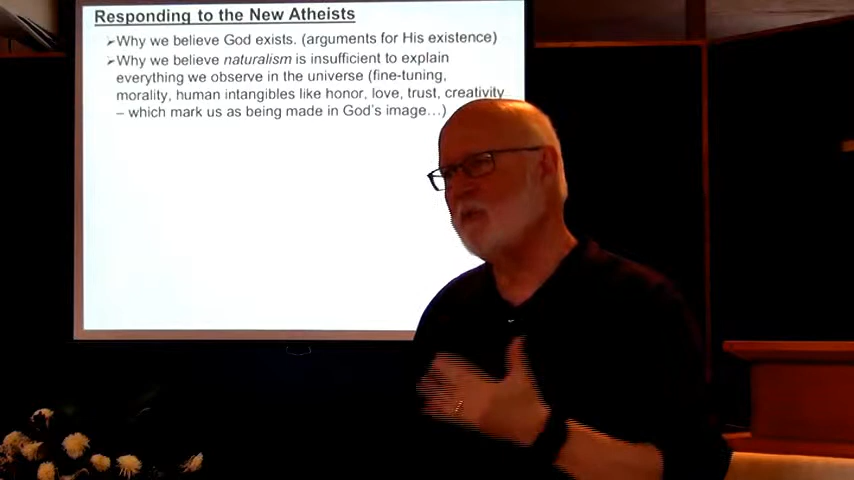 Responding to the New Atheists
➢Why we believe God exists. (arguments for His existence)
➢Why we believe naturalism is insufficient to explain
everything we observe in the universe (fine-tuning,
morality, human intangibles like honor, love, trust, creativity
– which mark us as being made in God's image…)